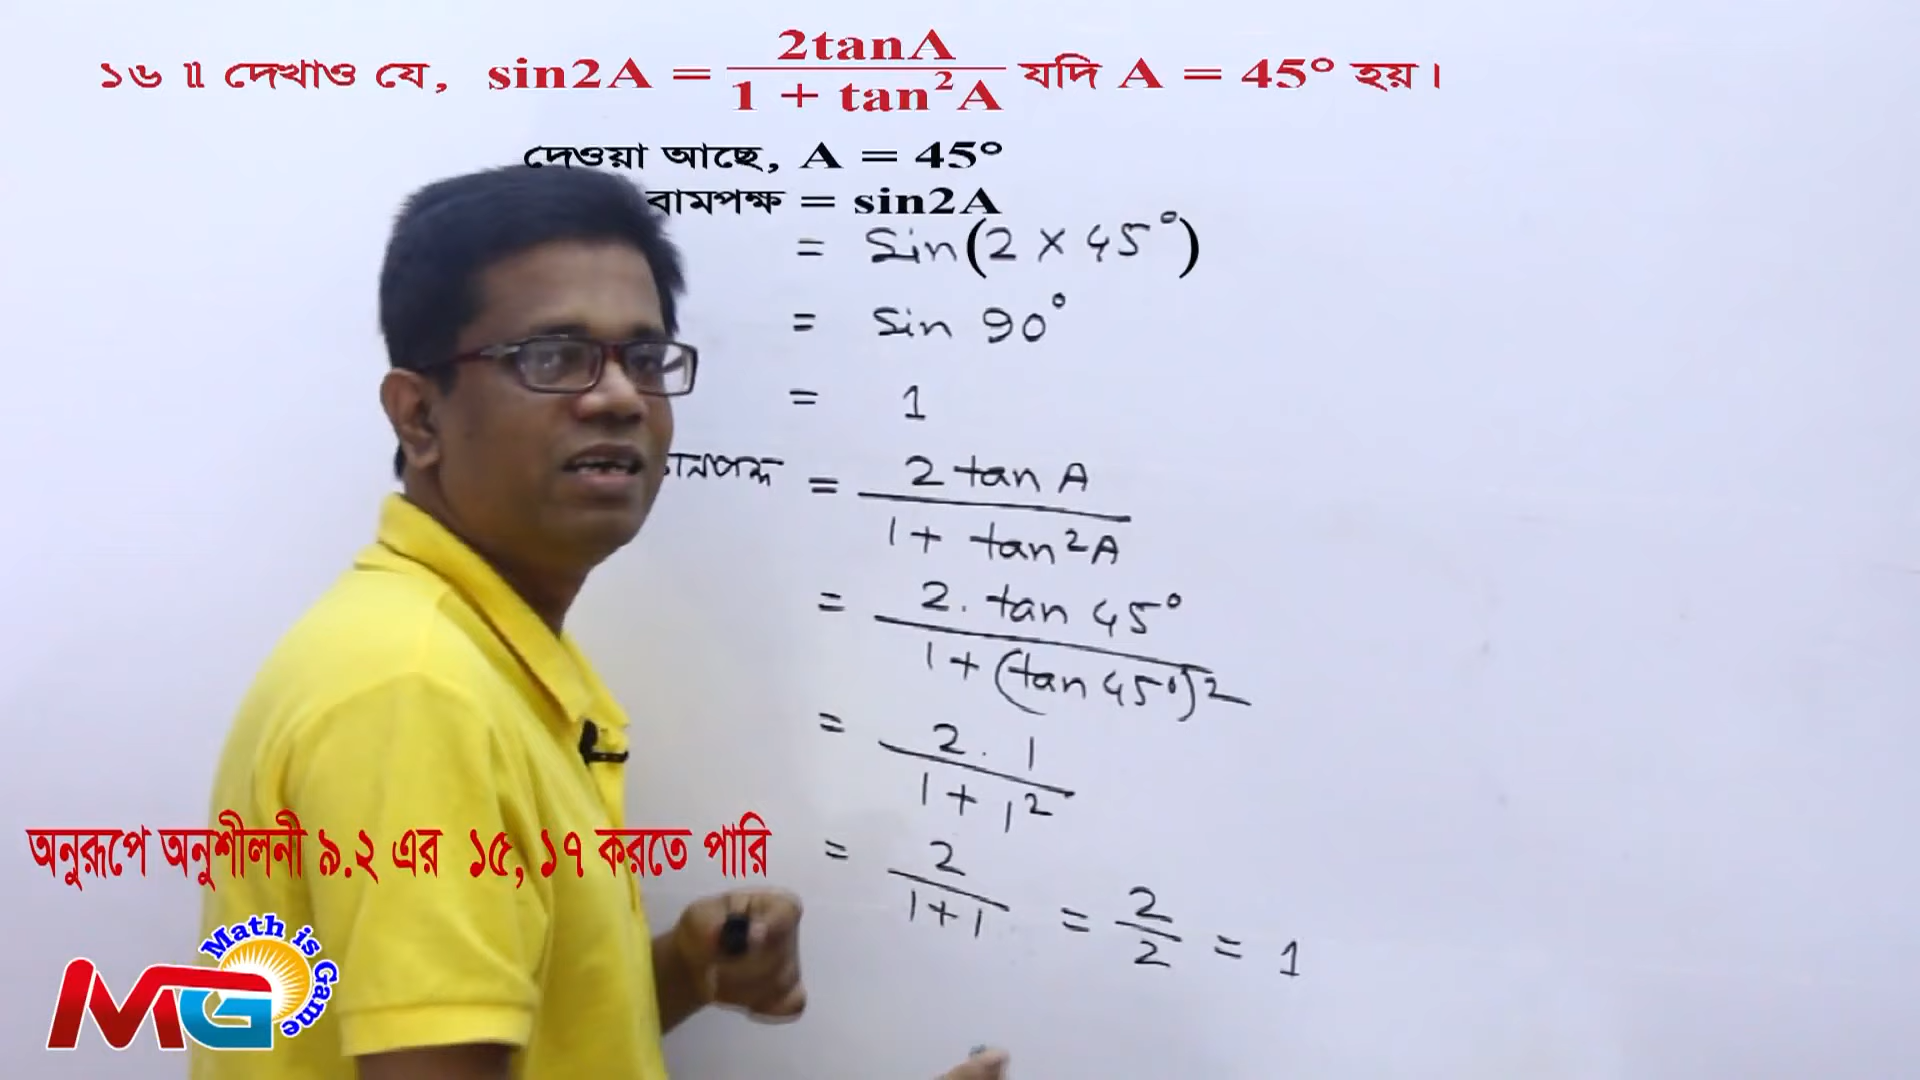 ১৬ ॥ দেখাও যে, sin2A = 2tanA / 1 + tan²A যদি A = 45° হয়।
দেওয়া আছে, A = 45°
বামপক্ষ = sin2A
= Sin(2 × 45°)
= Sin 90°
= 1
= 2 tan A / 1 + tan²A
= 2. tan 45° / 1 + (tan 45°)²
= 2 . 1 / 1 + 1²
= 2 / 1+1 = 2 / 2 = 1
অনুরূপে অনুশীলনী ৯.২ এর ১৫, ১৭ করতে পারি
Math is Game
MG